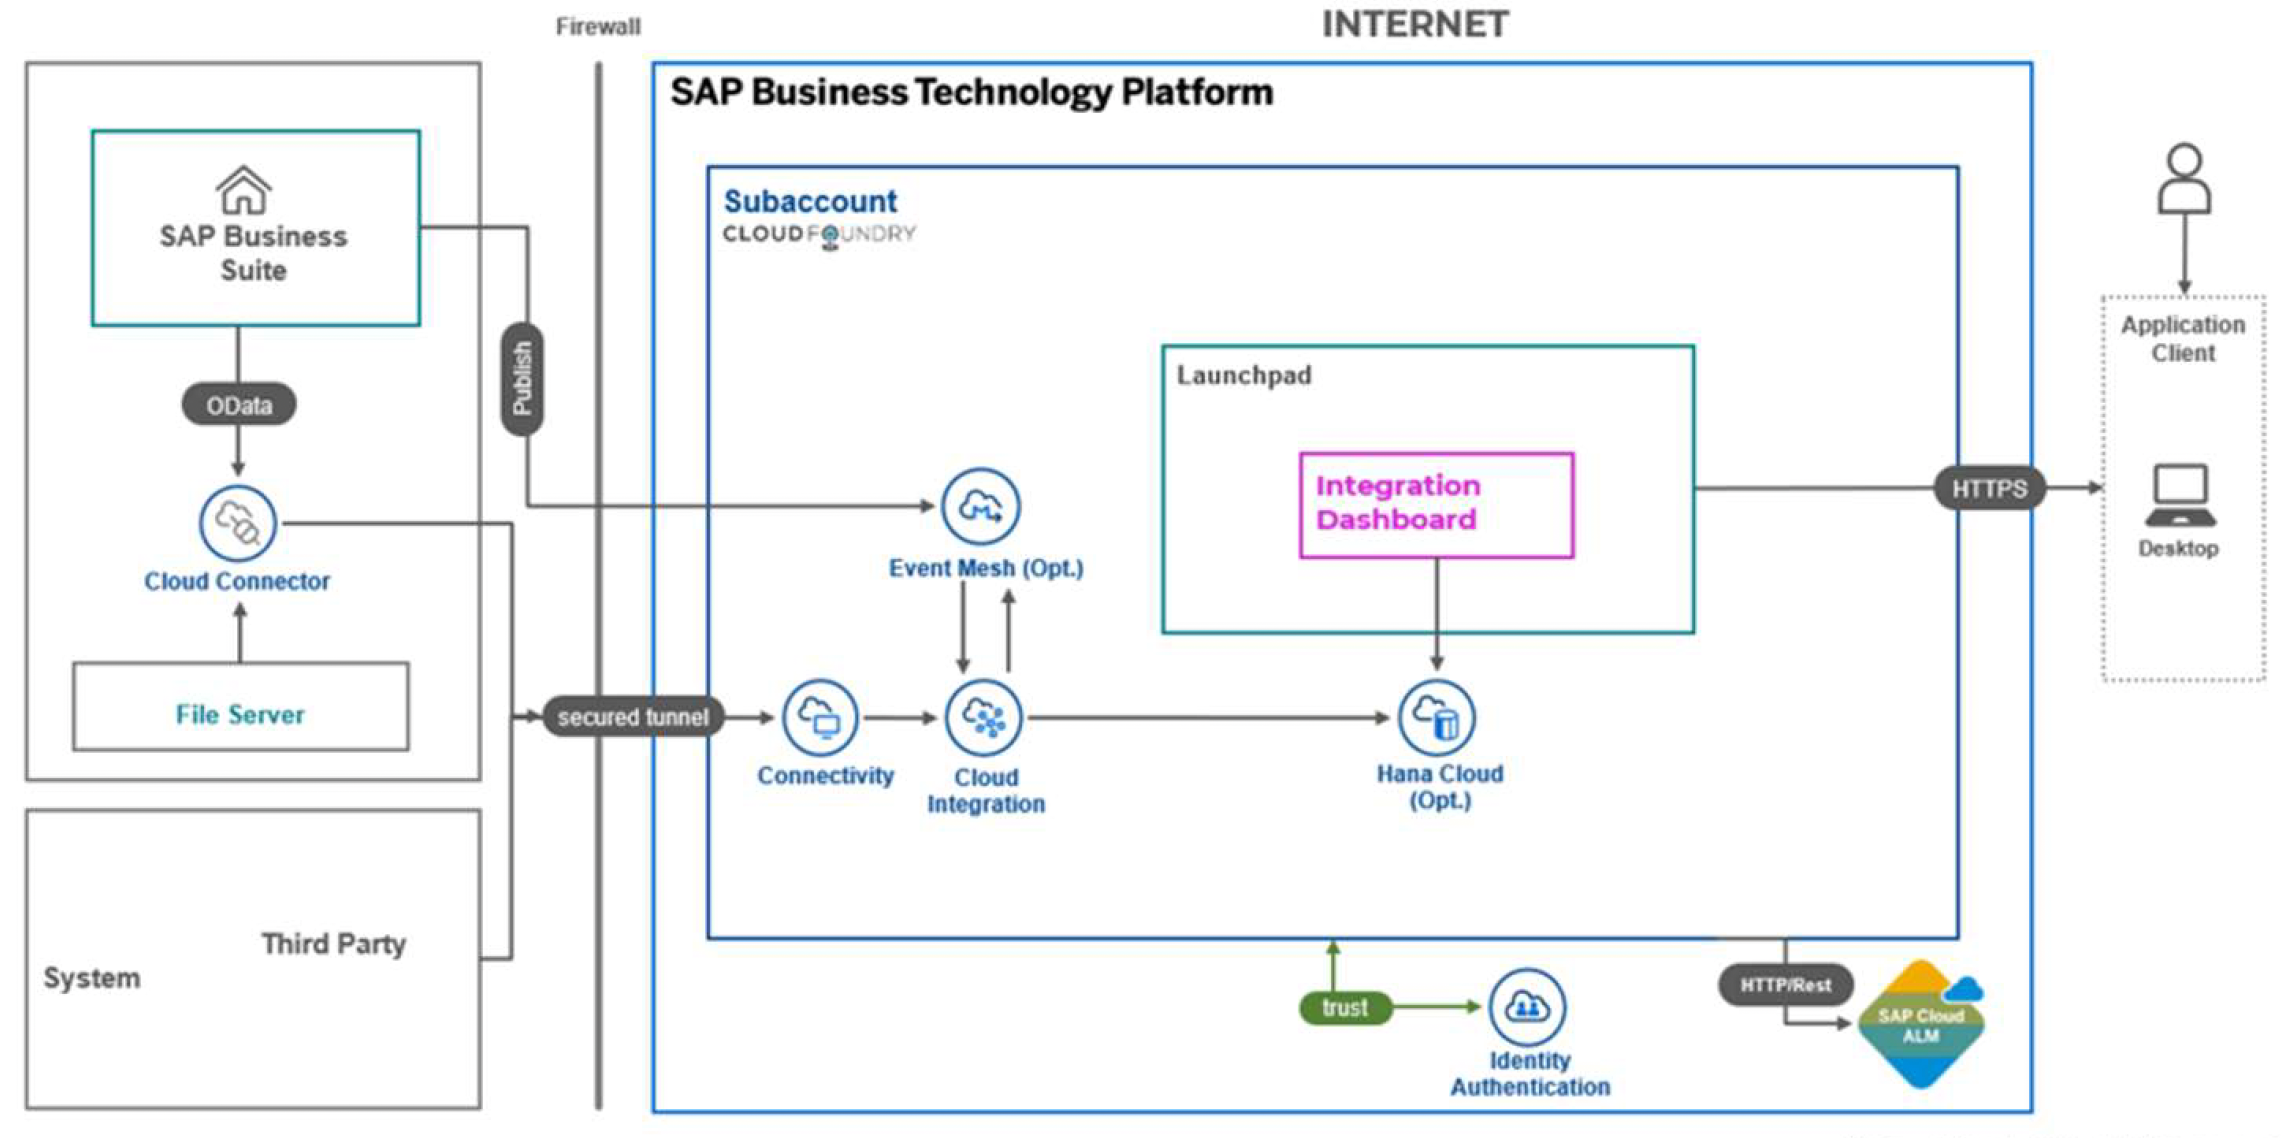 Firewall
INTERNET
SAP Business Technology Platform
SAP Business
Suite
OData
Cloud Connector
File Server
Third Party
System
Publish
secured tunnel
Subaccount
CLOUD FOUNDRY
Event Mesh (Opt.)
Connectivity
Cloud
Integration
Launchpad
Integration
Dashboard
Hana Cloud
(Opt.)
HTTPS
Application
Client
Desktop
trust
Identity
Authentication
HTTP/Rest
SAP Cloud
ALM